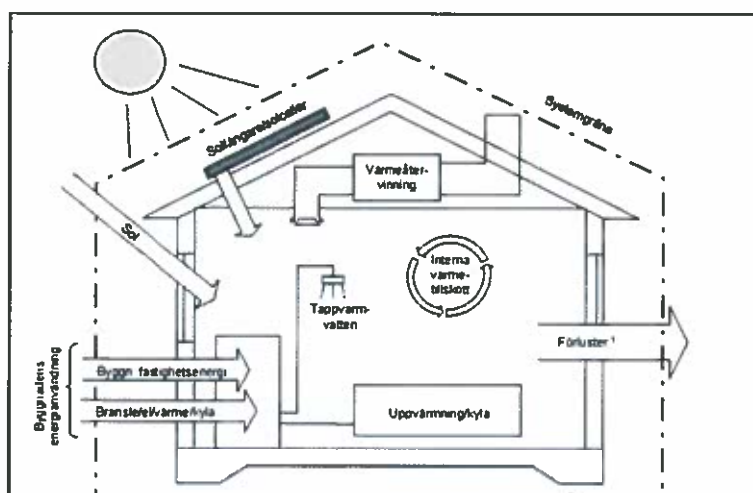 Solfångare/solceller
Systemgräns
Värmeåter-
vinning
Sol
Interna
värme-
tillskott
Tappvarm-
vatten
Förluster 1
Byggnadens
energianvändning
Byggn fastighetsenergi
Bränsle/el/värme/kyla
Uppvärmning/kyla